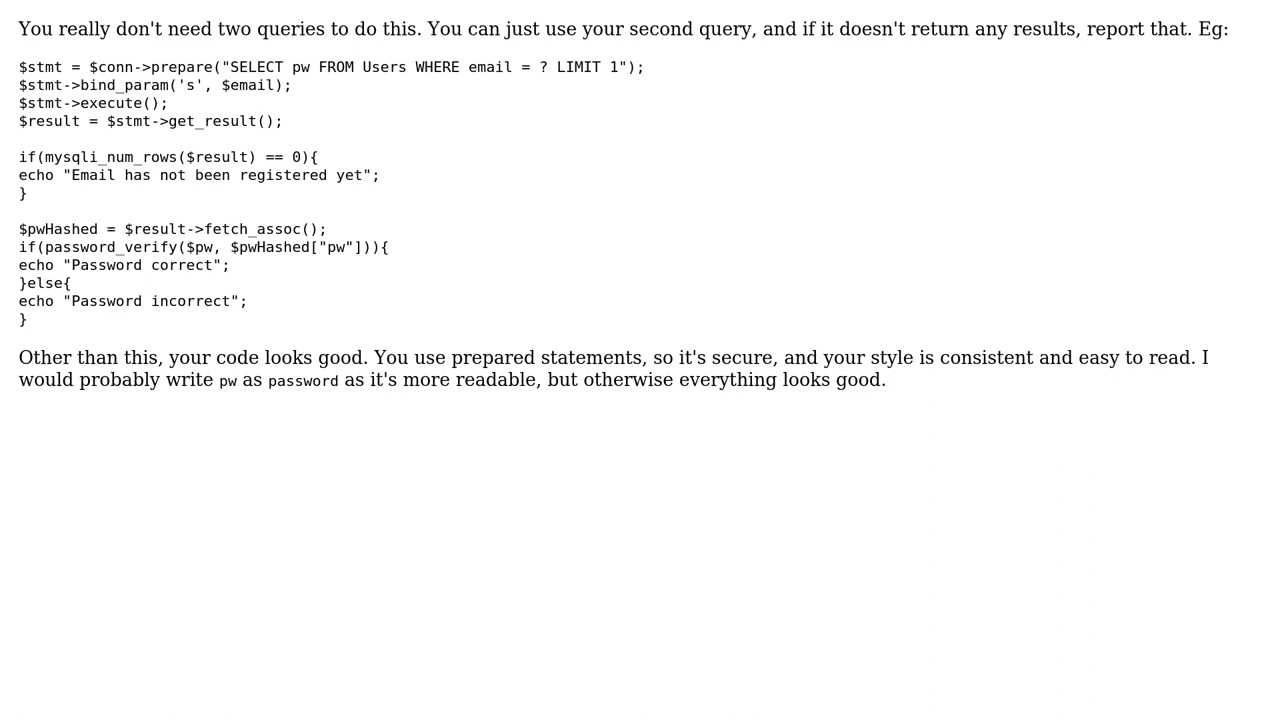 You really don't need two queries to do this. You can just use your second query, and if it doesn't return any results, report that. Eg:
$stmt = $conn->prepare("SELECT pw FROM Users WHERE email = ? LIMIT 1");
$stmt->bind_param('s', $email);
$stmt->execute();
$result = $stmt->get_result();
if(mysqli_num_rows($result) == 0){
echo "Email has not been registered yet";
}
$pwHashed = $result->fetch_assoc();
if(password_verify($pw, $pwHashed["pw"])){
echo "Password correct";
}else{
echo "Password incorrect";
}
Other than this, your code looks good. You use prepared statements, so it's secure, and your style is consistent and easy to read. I
would probably write pw as password as it's more readable, but otherwise everything looks good.